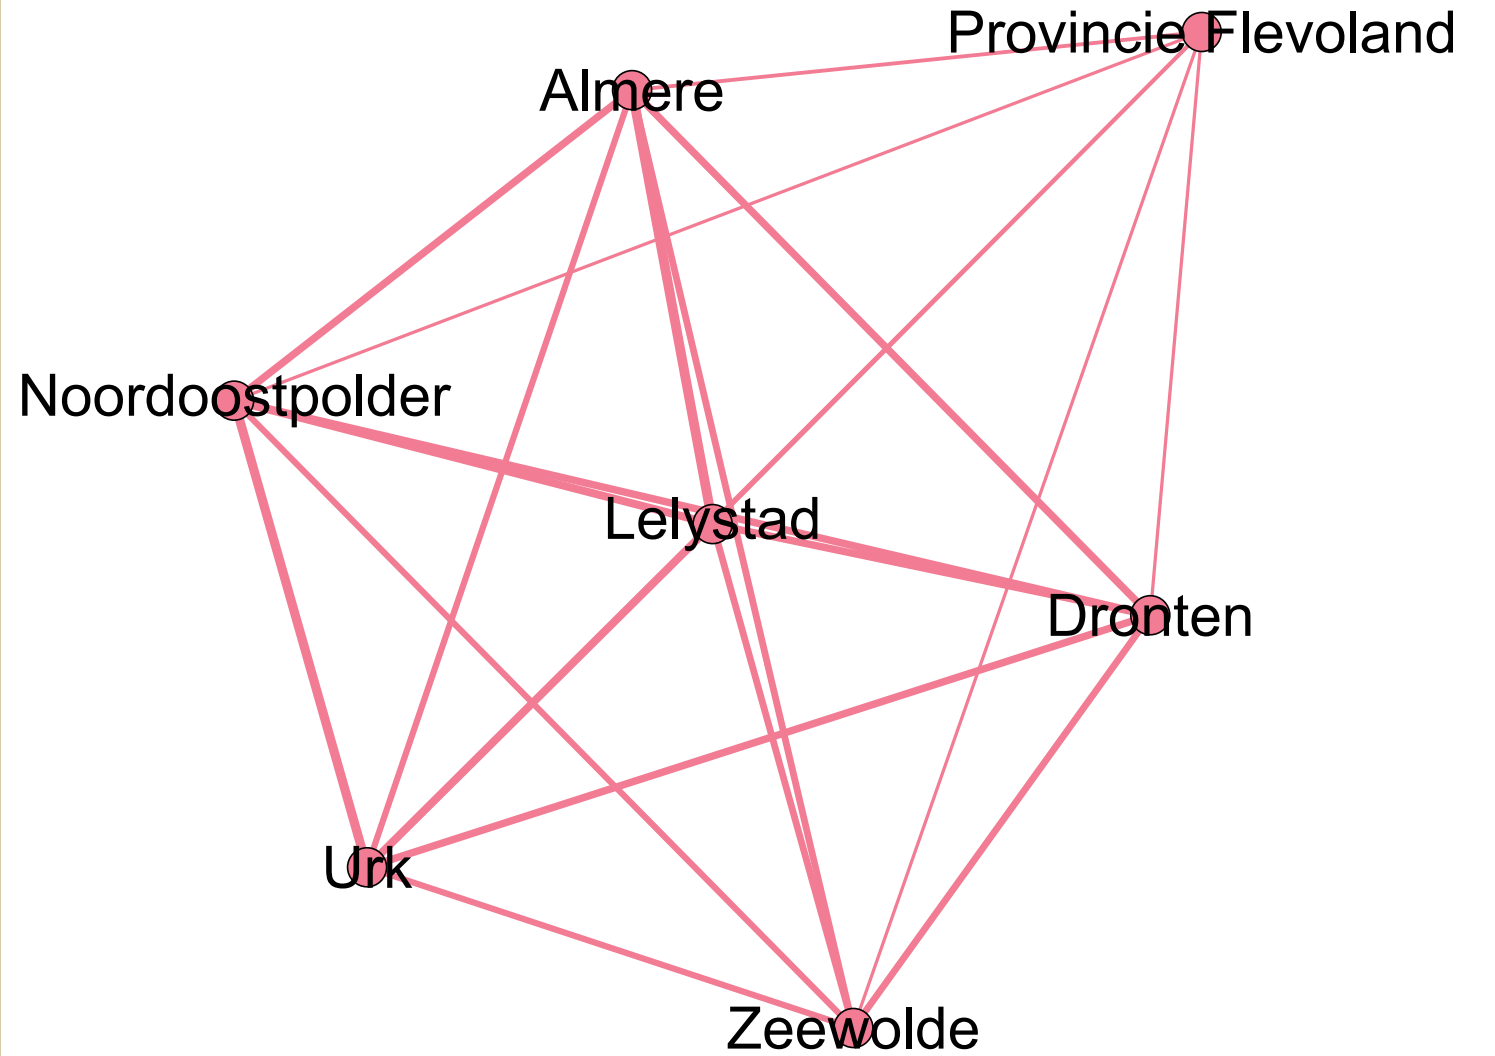 Provincie Flevoland
Almere
Noordoostpolder
Lelystad
Dronten
Urk
Zeewolde